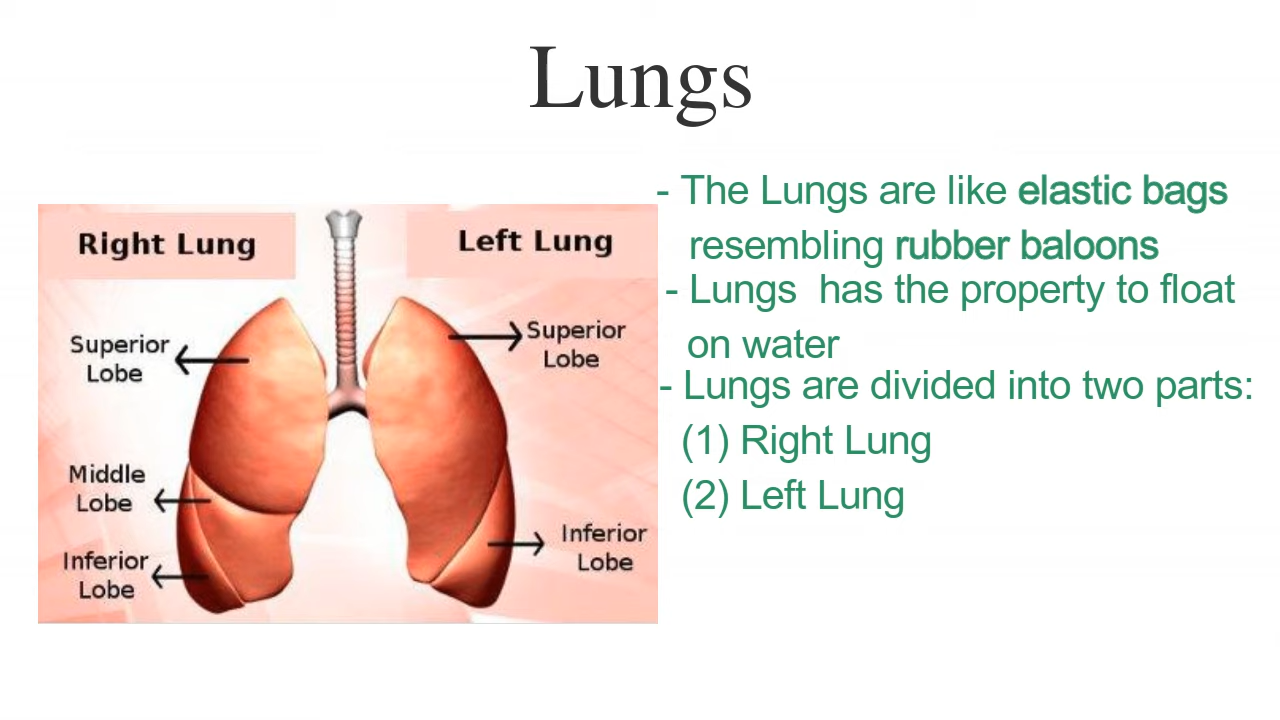 Lungs
Right Lung
Left Lung
Superior
Lobe
Superior
Lobe
Middle
Lobe
Inferior
Lobe
Inferior
Lobe
- The Lungs are like elastic bags
resembling rubber baloons
- Lungs  has the property to float
on water
- Lungs are divided into two parts:
(1) Right Lung
(2) Left Lung